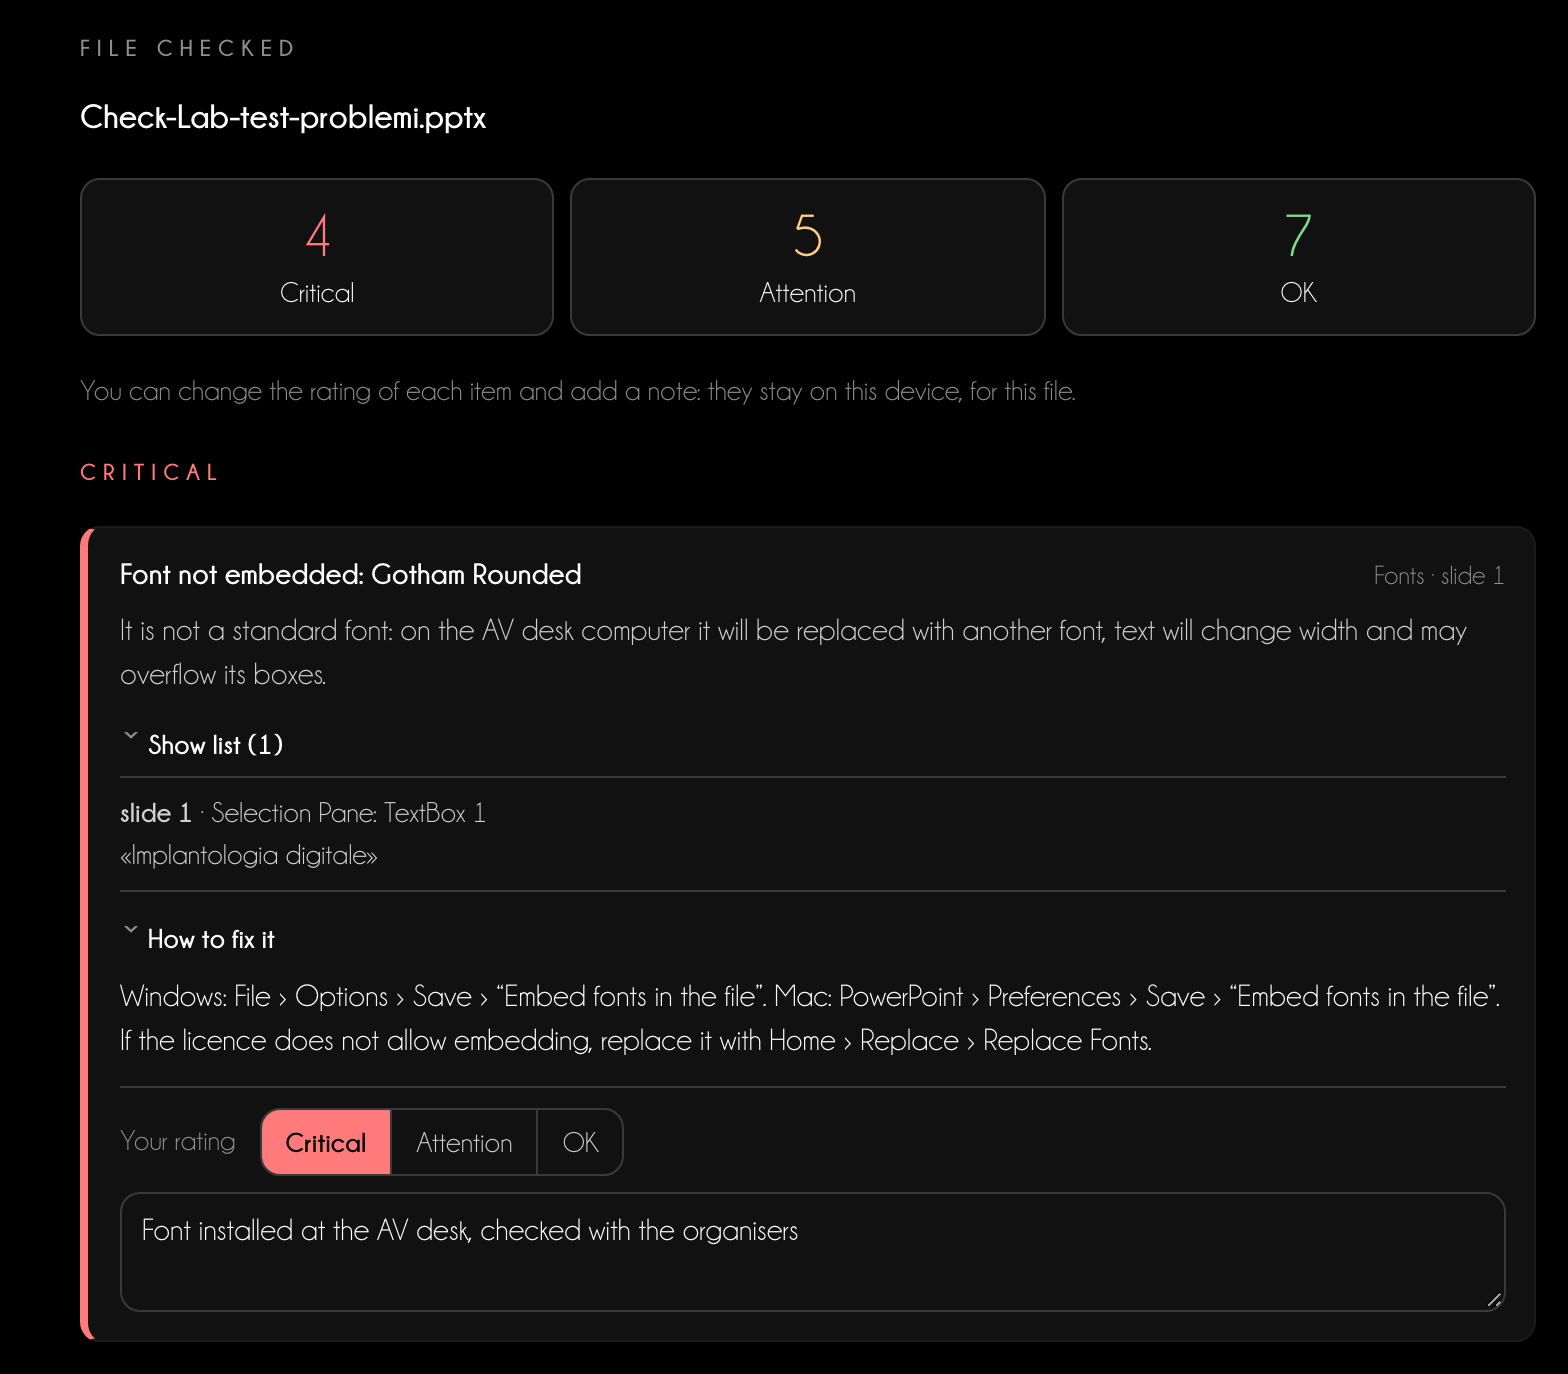 FILE CHECKED
Check-Lab-test-problemi.pptx
4
Critical
5
Attention
7
OK
You can change the rating of each item and add a note: they stay on this device, for this file.
CRITICAL
Font not embedded: Gotham Rounded
Fonts · slide 1
It is not a standard font: on the AV desk computer it will be replaced with another font, text will change width and may
overflow its boxes.
Show list (1)
slide 1 · Selection Pane: TextBox 1
«Implantologia digitale»
How to fix it
Windows: File › Options › Save › “Embed fonts in the file”. Mac: PowerPoint › Preferences › Save › “Embed fonts in the file”.
If the licence does not allow embedding, replace it with Home › Replace › Replace Fonts.
Your rating
Critical
Attention
OK
Font installed at the AV desk, checked with the organisers